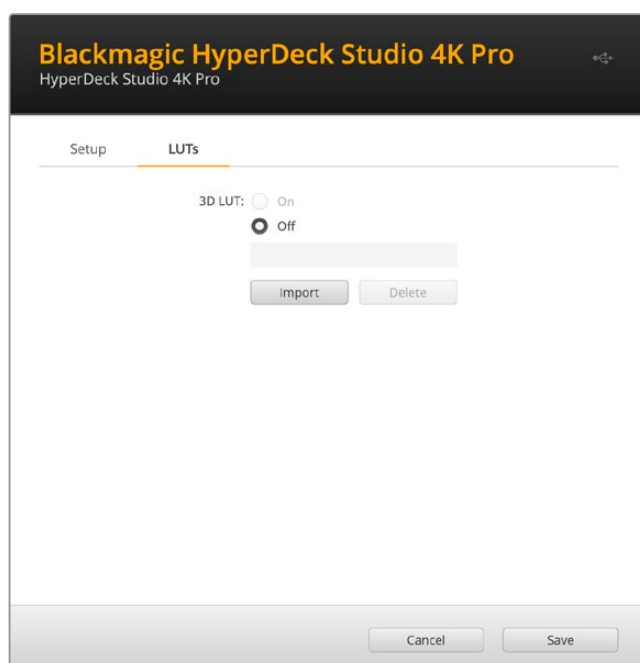 Blackmagic HyperDeck Studio 4K Pro
HyperDeck Studio 4K Pro
Setup LUTs
3D LUT: On
Off
Import Delete
Cancel Save